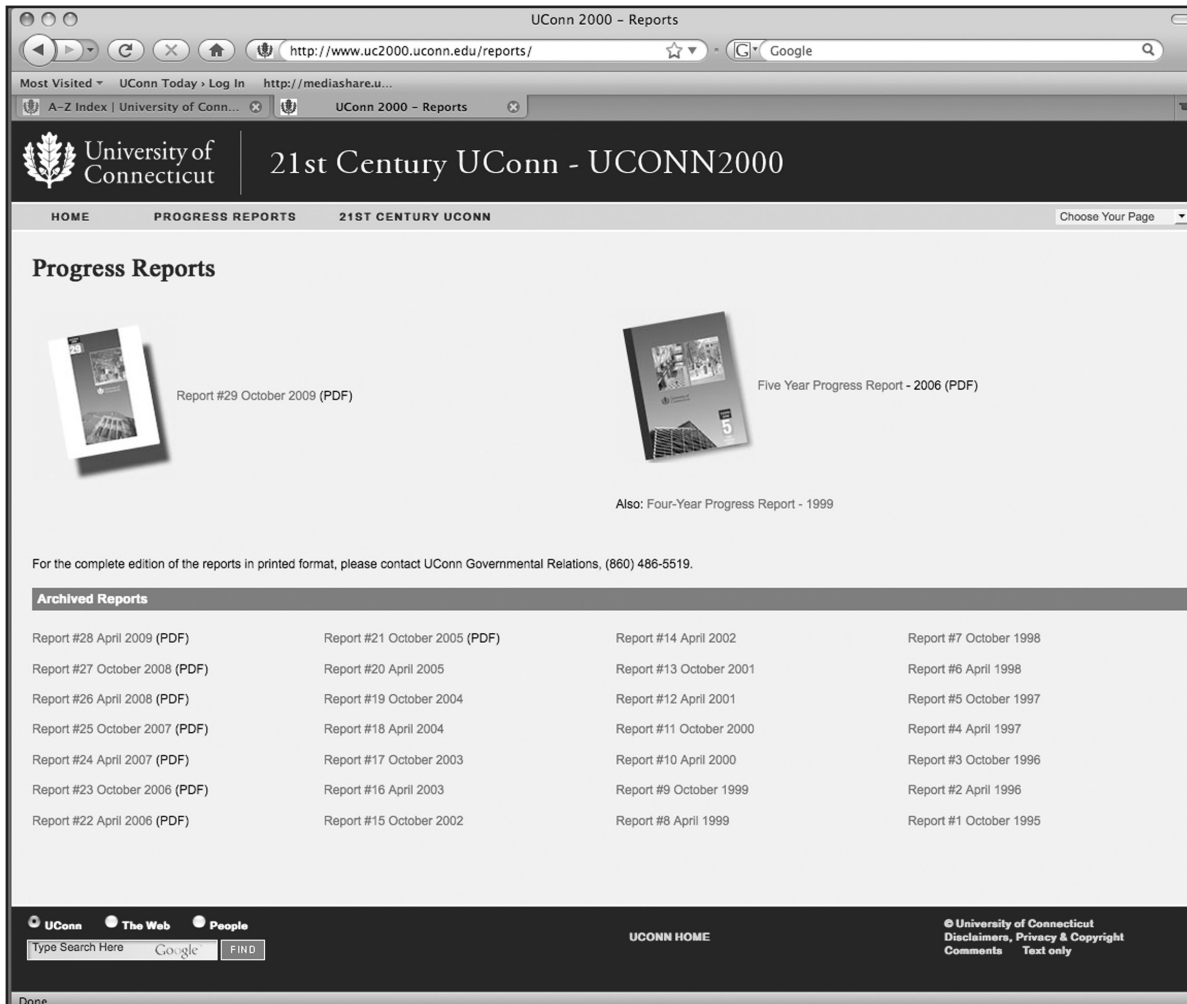 UConn 2000 – Reports
http://www.uc2000.uconn.edu/reports/
G Google
Most Visited UConn Today › Log In http://mediashare.u...
A–Z Index | University of Conn... UConn 2000 – Reports
University of
Connecticut
21st Century UConn - UCONN2000
HOME PROGRESS REPORTS 21ST CENTURY UCONN Choose Your Page
Progress Reports
29
Report #29 October 2009 (PDF)
5
Five Year Progress Report - 2006 (PDF)
Also: Four-Year Progress Report - 1999
For the complete edition of the reports in printed format, please contact UConn Governmental Relations, (860) 486-5519.
Archived Reports
Report #28 April 2009 (PDF) Report #21 October 2005 (PDF) Report #14 April 2002 Report #7 October 1998
Report #27 October 2008 (PDF) Report #20 April 2005 Report #13 October 2001 Report #6 April 1998
Report #26 April 2008 (PDF) Report #19 October 2004 Report #12 April 2001 Report #5 October 1997
Report #25 October 2007 (PDF) Report #18 April 2004 Report #11 October 2000 Report #4 April 1997
Report #24 April 2007 (PDF) Report #17 October 2003 Report #10 April 2000 Report #3 October 1996
Report #23 October 2006 (PDF) Report #16 April 2003 Report #9 October 1999 Report #2 April 1996
Report #22 April 2006 (PDF) Report #15 October 2002 Report #8 April 1999 Report #1 October 1995
UConn The Web People
Type Search Here Google FIND
UCONN HOME
© University of Connecticut
Disclaimers, Privacy & Copyright
Comments Text only
Done